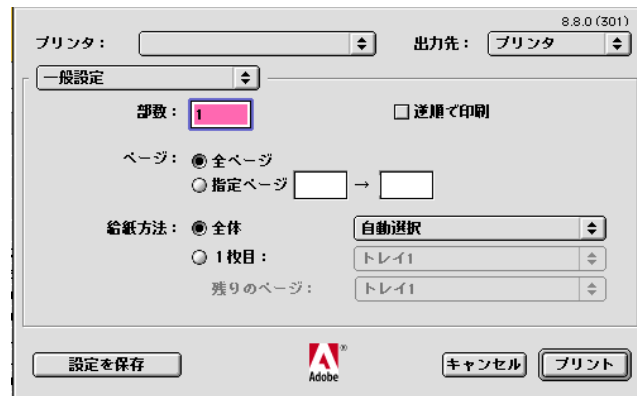 8.8.0 (301)
プリンタ： 出力先： プリンタ
一般設定
部数： 1 逆順で印刷
ページ： 全ページ
指定ページ →
給紙方法： 全体 自動選択
1枚目： トレイ1
残りのページ： トレイ1
設定を保存 Adobe® キャンセル プリント